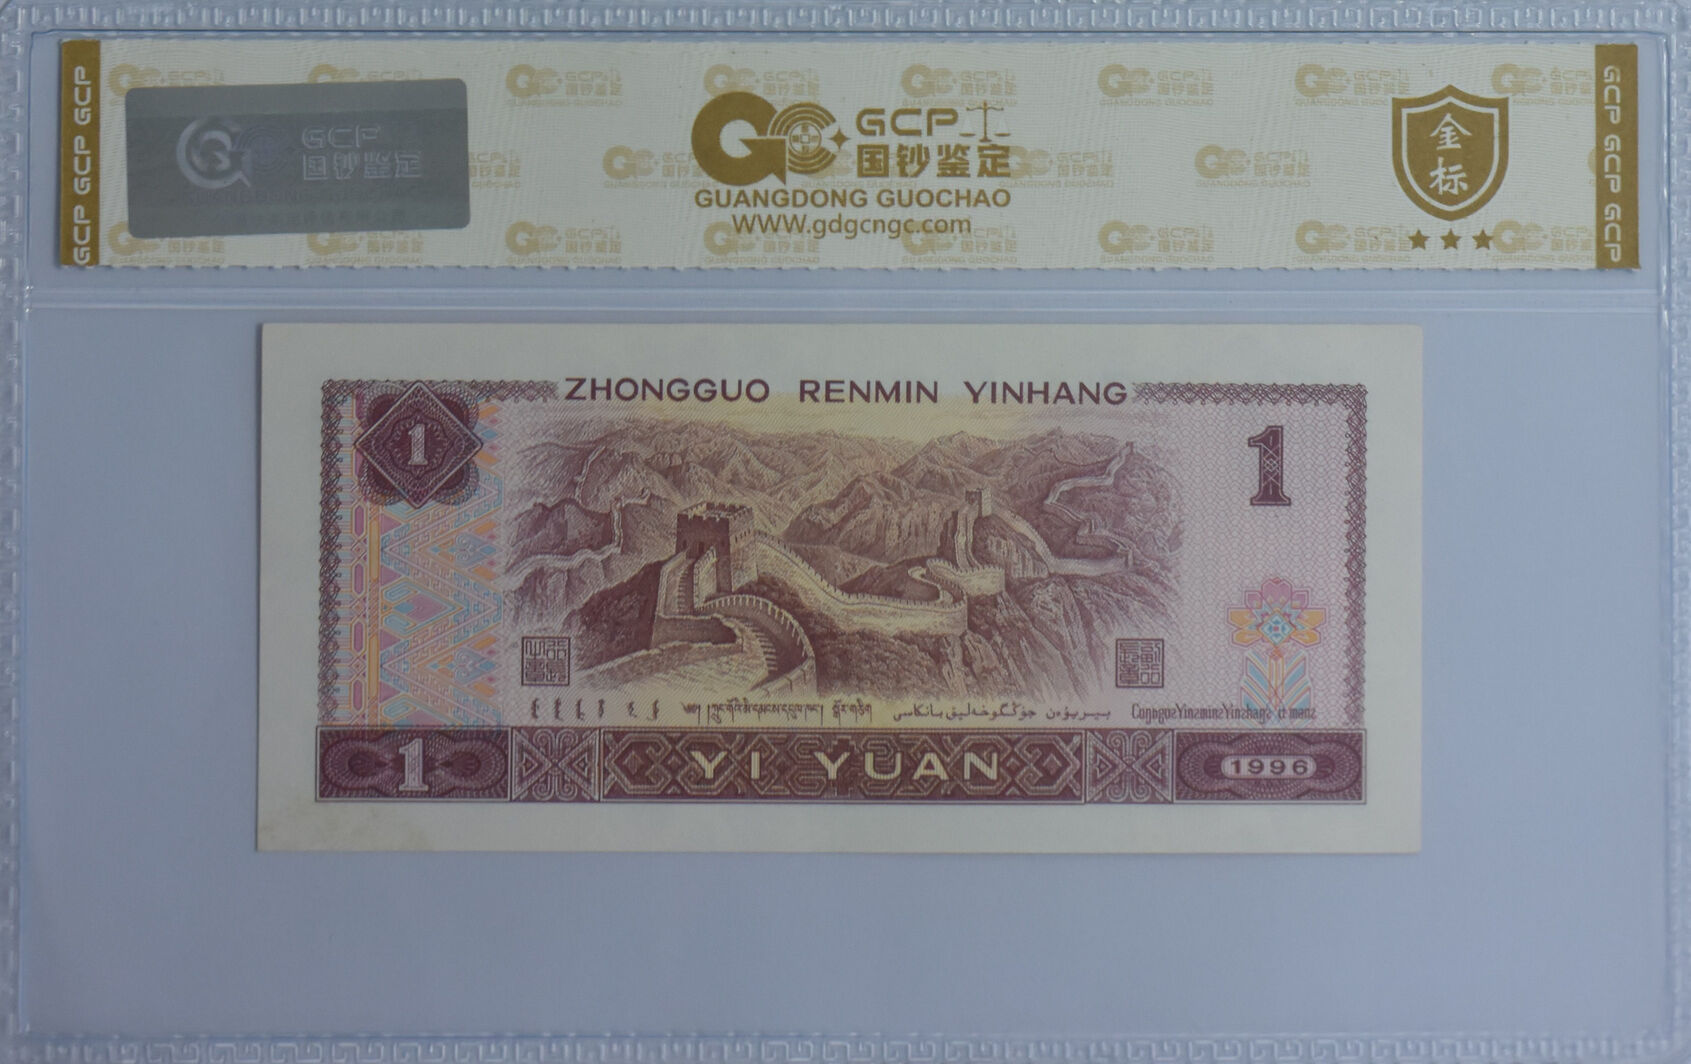 GCP
国钞鉴定
GCP
国钞鉴定
GUANGDONG GUOCHAO
WWW.gdgcngc.com
金
标
GCP GCP GCP
GCP GCP GCP
ZHONGGUO RENMIN YINHANG
1
1
1 YI YUAN 1996